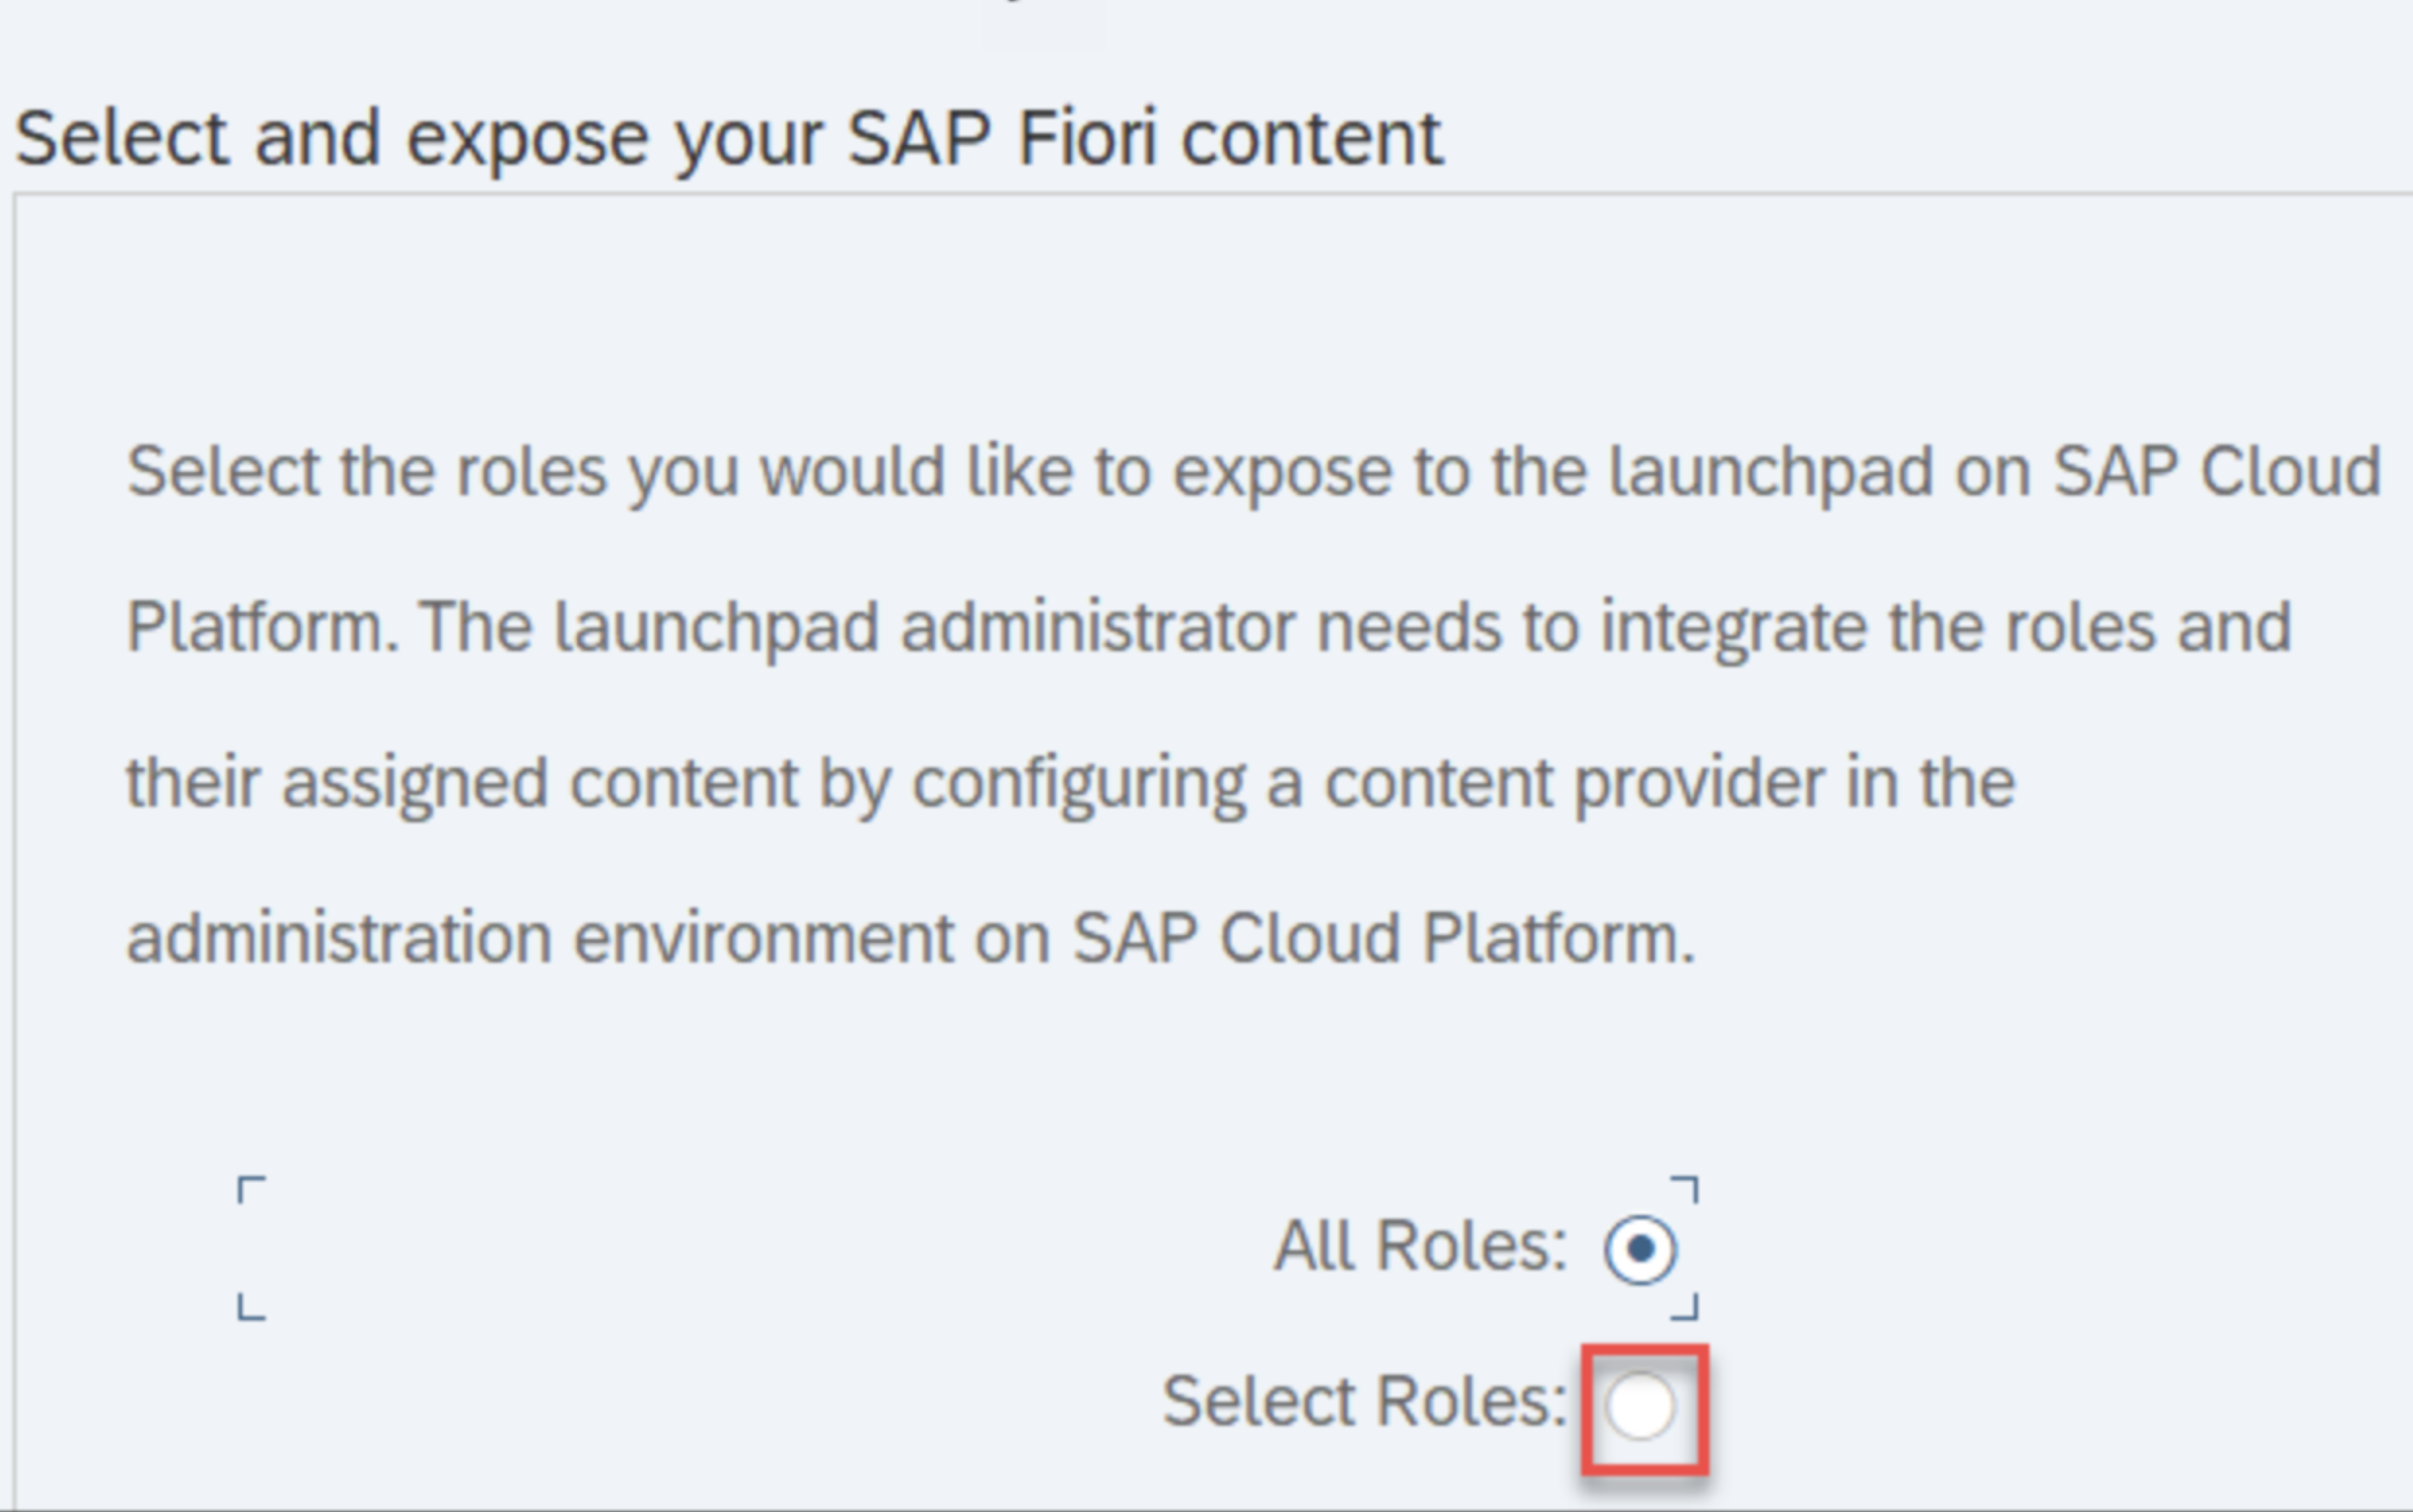 Select and expose your SAP Fiori content
Select the roles you would like to expose to the launchpad on SAP Cloud
Platform. The launchpad administrator needs to integrate the roles and
their assigned content by configuring a content provider in the
administration environment on SAP Cloud Platform.
All Roles:
Select Roles: